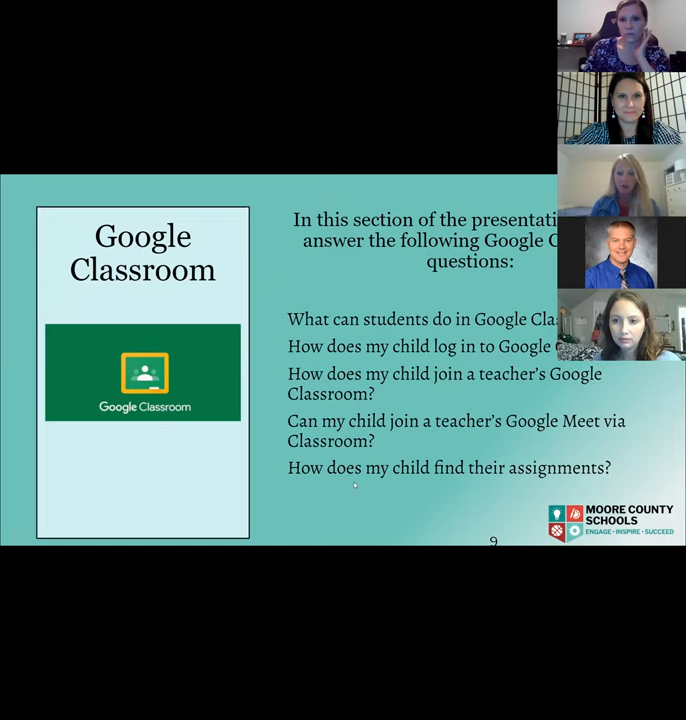 Google
Classroom
Google Classroom
In this section of the
answer the following Google
questions:
What can students do in Google
How does my child log in to Google
How does my child join a teacher's Google
Classroom?
Can my child join a teacher's Google Meet via
Classroom?
How does my child find their assignments?
9
MOORE COUNTY
SCHOOLS
ENGAGE · INSPIRE · SUCCEED